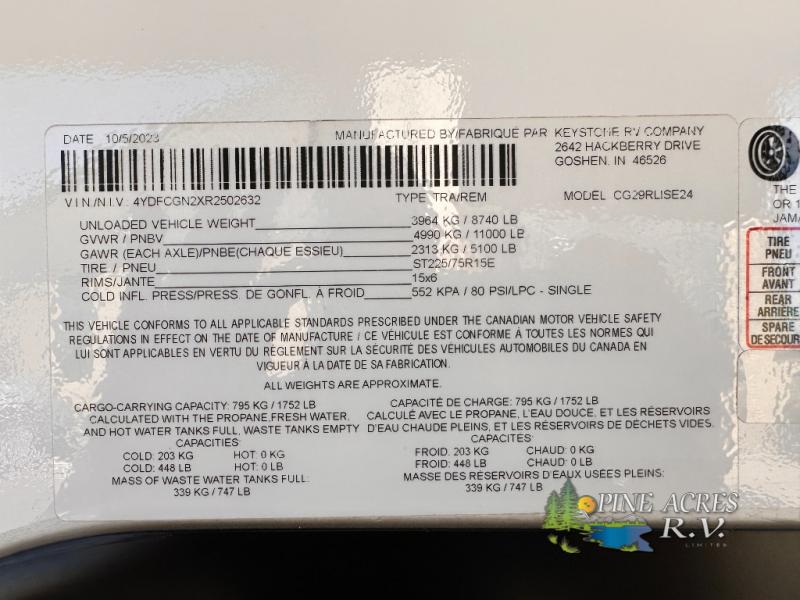 DATE 10/5/2023 MANUFACTURED BY/FABRIQUÉ PAR KEYSTONE RV COMPANY
2642 HACKBERRY DRIVE
GOSHEN, IN 46526
V I N./N.I.V.: 4YDFCGN2XR2502632 TYPE TRA/REM MODEL CG29RLISE24
UNLOADED VEHICLE WEIGHT 3964 KG / 8740 LB
GVWR / PNBV 4990 KG / 11000 LB
GAWR (EACH AXLE)/PNBE(CHAQUE ESSIEU) 2313 KG / 5100 LB
TIRE / PNEU ST225/75R15E
RIMS/JANTE 15x6
COLD INFL. PRESS/PRESS. DE GONFL. À FROID 552 KPA / 80 PSI/LPC - SINGLE
THIS VEHICLE CONFORMS TO ALL APPLICABLE STANDARDS PRESCRIBED UNDER THE CANADIAN MOTOR VEHICLE SAFETY
REGULATIONS IN EFFECT ON THE DATE OF MANUFACTURE / CE VÉHICULE EST CONFORME À TOUTES LES NORMES QUI
LUI SONT APPLICABLES EN VERTU DU RÈGLEMENT SUR LA SÉCURITÉ DES VÉHICULES AUTOMOBILES DU CANADA EN
VIGUEUR À LA DATE DE SA FABRICATION.
ALL WEIGHTS ARE APPROXIMATE.
CARGO-CARRYING CAPACITY: 795 KG / 1752 LB
CALCULATED WITH THE PROPANE, FRESH WATER,
AND HOT WATER TANKS FULL, WASTE TANKS EMPTY
CAPACITIES:
COLD: 203 KG HOT: 0 KG
COLD: 448 LB HOT: 0 LB
MASS OF WASTE WATER TANKS FULL:
339 KG / 747 LB
CAPACITÉ DE CHARGE: 795 KG / 1752 LB
CALCULÉ AVEC LE PROPANE, L'EAU DOUCE, ET LES RÉSERVOIRS
D'EAU CHAUDE PLEINS, ET LES RÉSERVOIRS DE DÉCHETS VIDES.
CAPACITÉS:
FROID: 203 KG CHAUD: 0 KG
FROID: 448 LB CHAUD: 0 LB
MASSE DES RÉSERVOIRS D'EAUX USÉES PLEINS:
339 KG / 747 LB
THE
OR 1
JAMA
TIRE
PNEU
FRONT
AVANT
REAR
ARRIÈRE
SPARE
DE SECOURS
PINE ACRES
R.V.
LIMITED